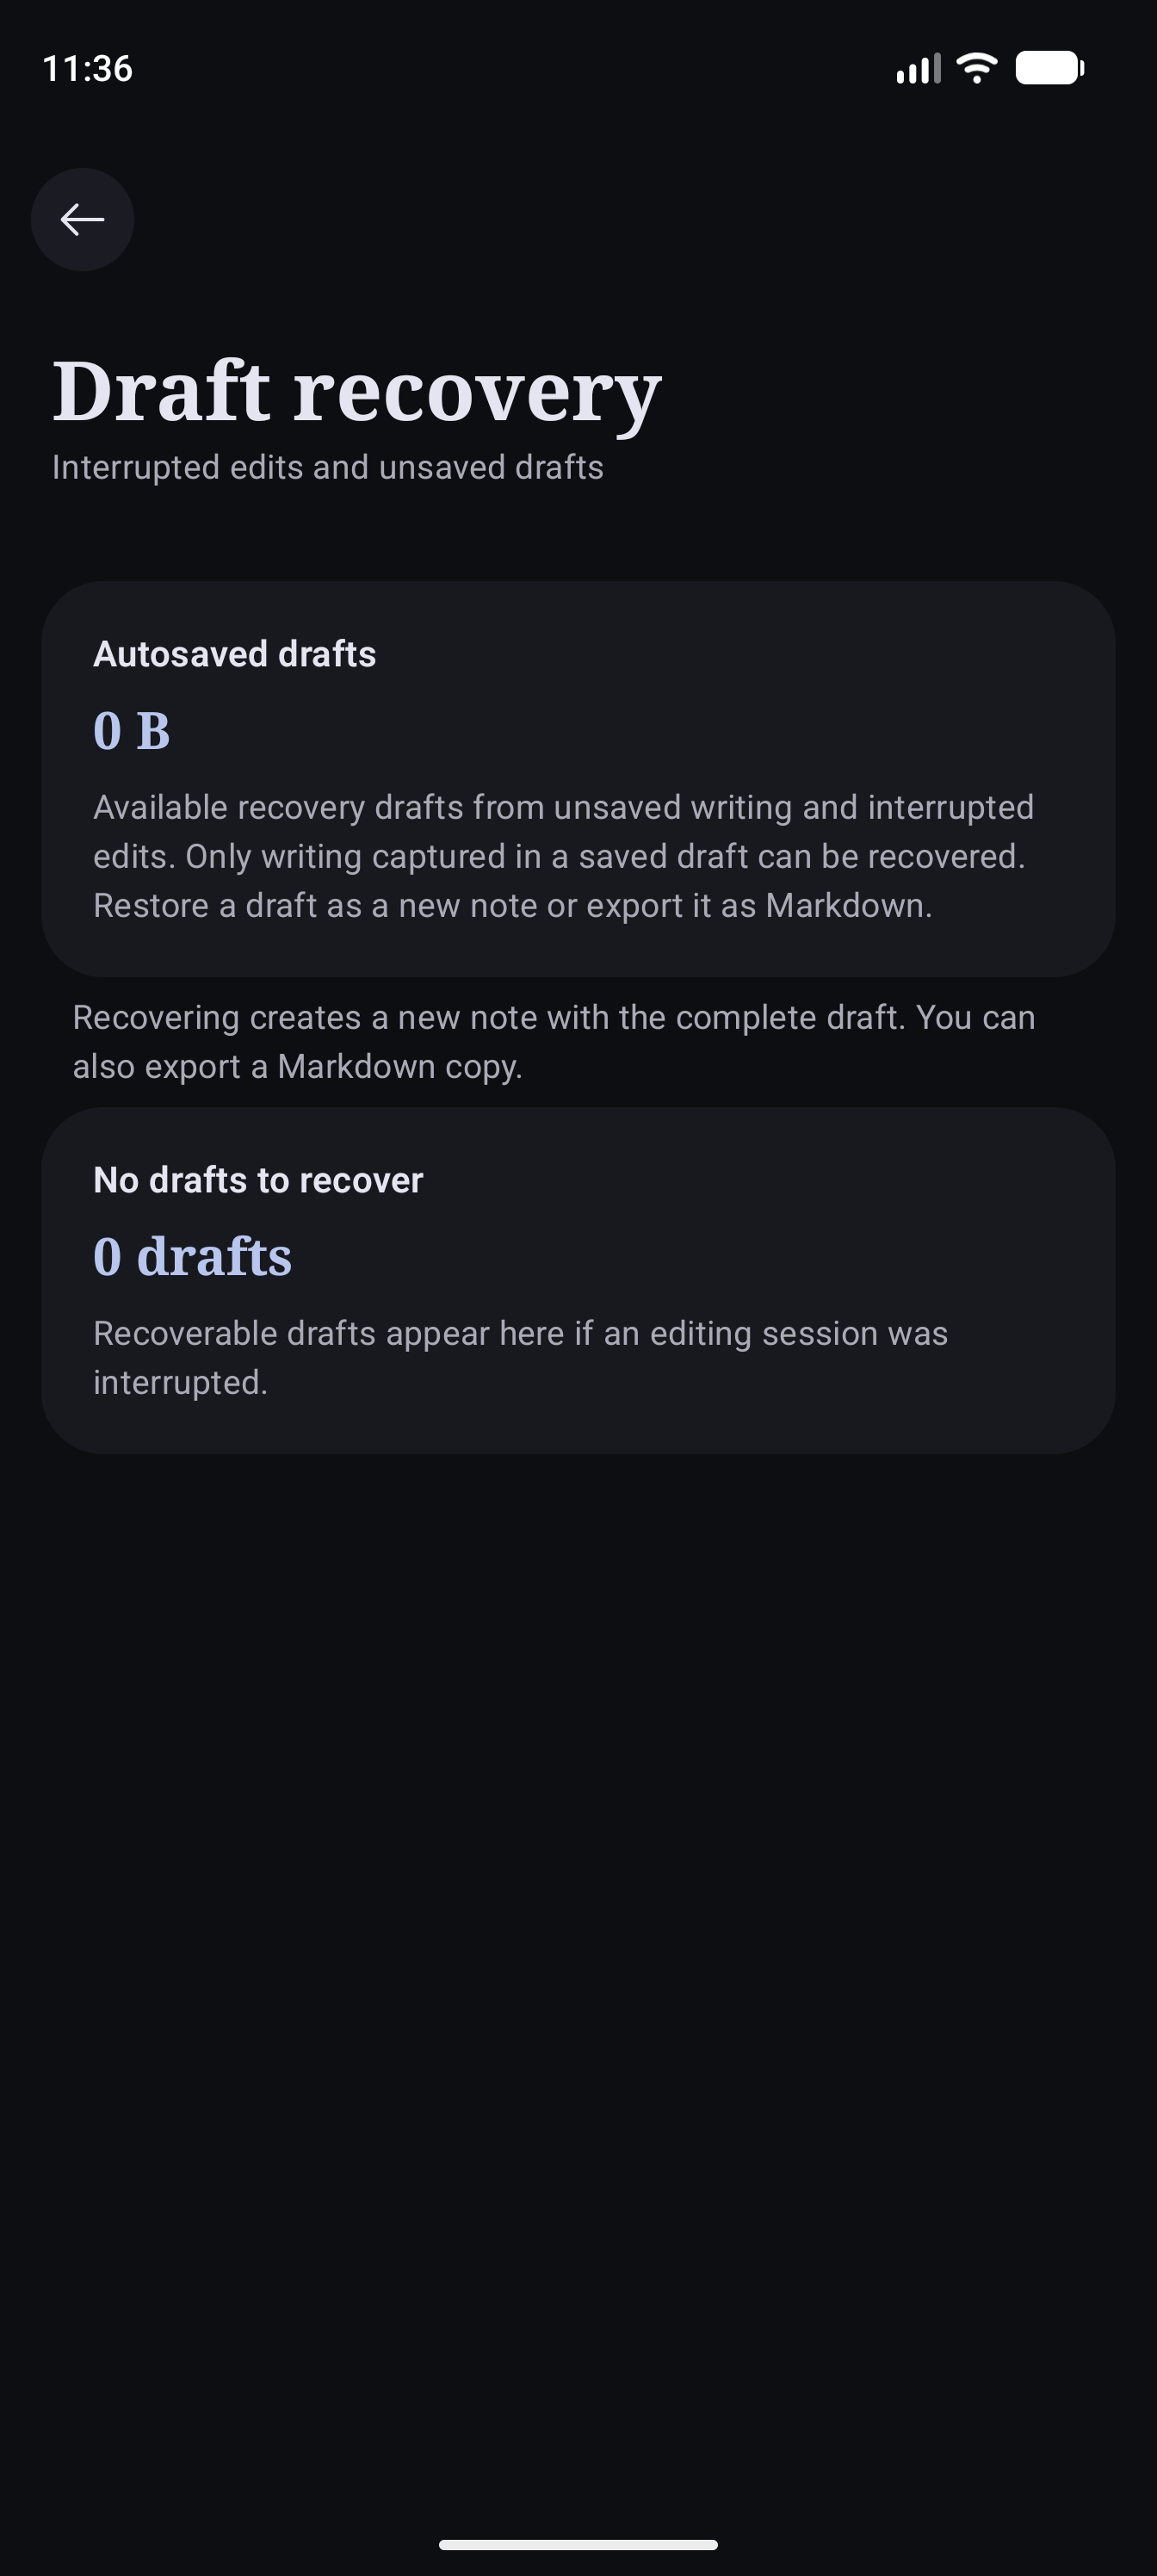 11:36
Draft recovery
Interrupted edits and unsaved drafts
Autosaved drafts
0 B
Available recovery drafts from unsaved writing and interrupted
edits. Only writing captured in a saved draft can be recovered.
Restore a draft as a new note or export it as Markdown.
Recovering creates a new note with the complete draft. You can
also export a Markdown copy.
No drafts to recover
0 drafts
Recoverable drafts appear here if an editing session was
interrupted.